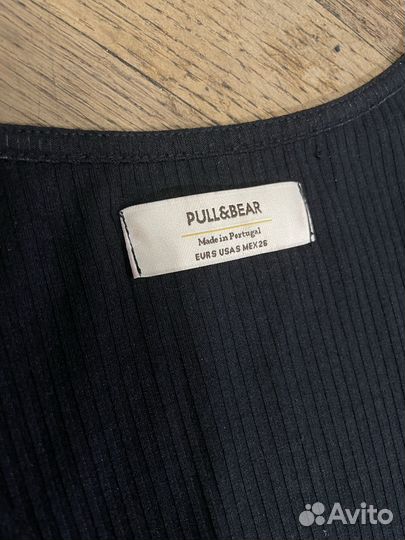 PULL&BEAR
Made in Portugal
EUR S USA S MEX 26
Avito